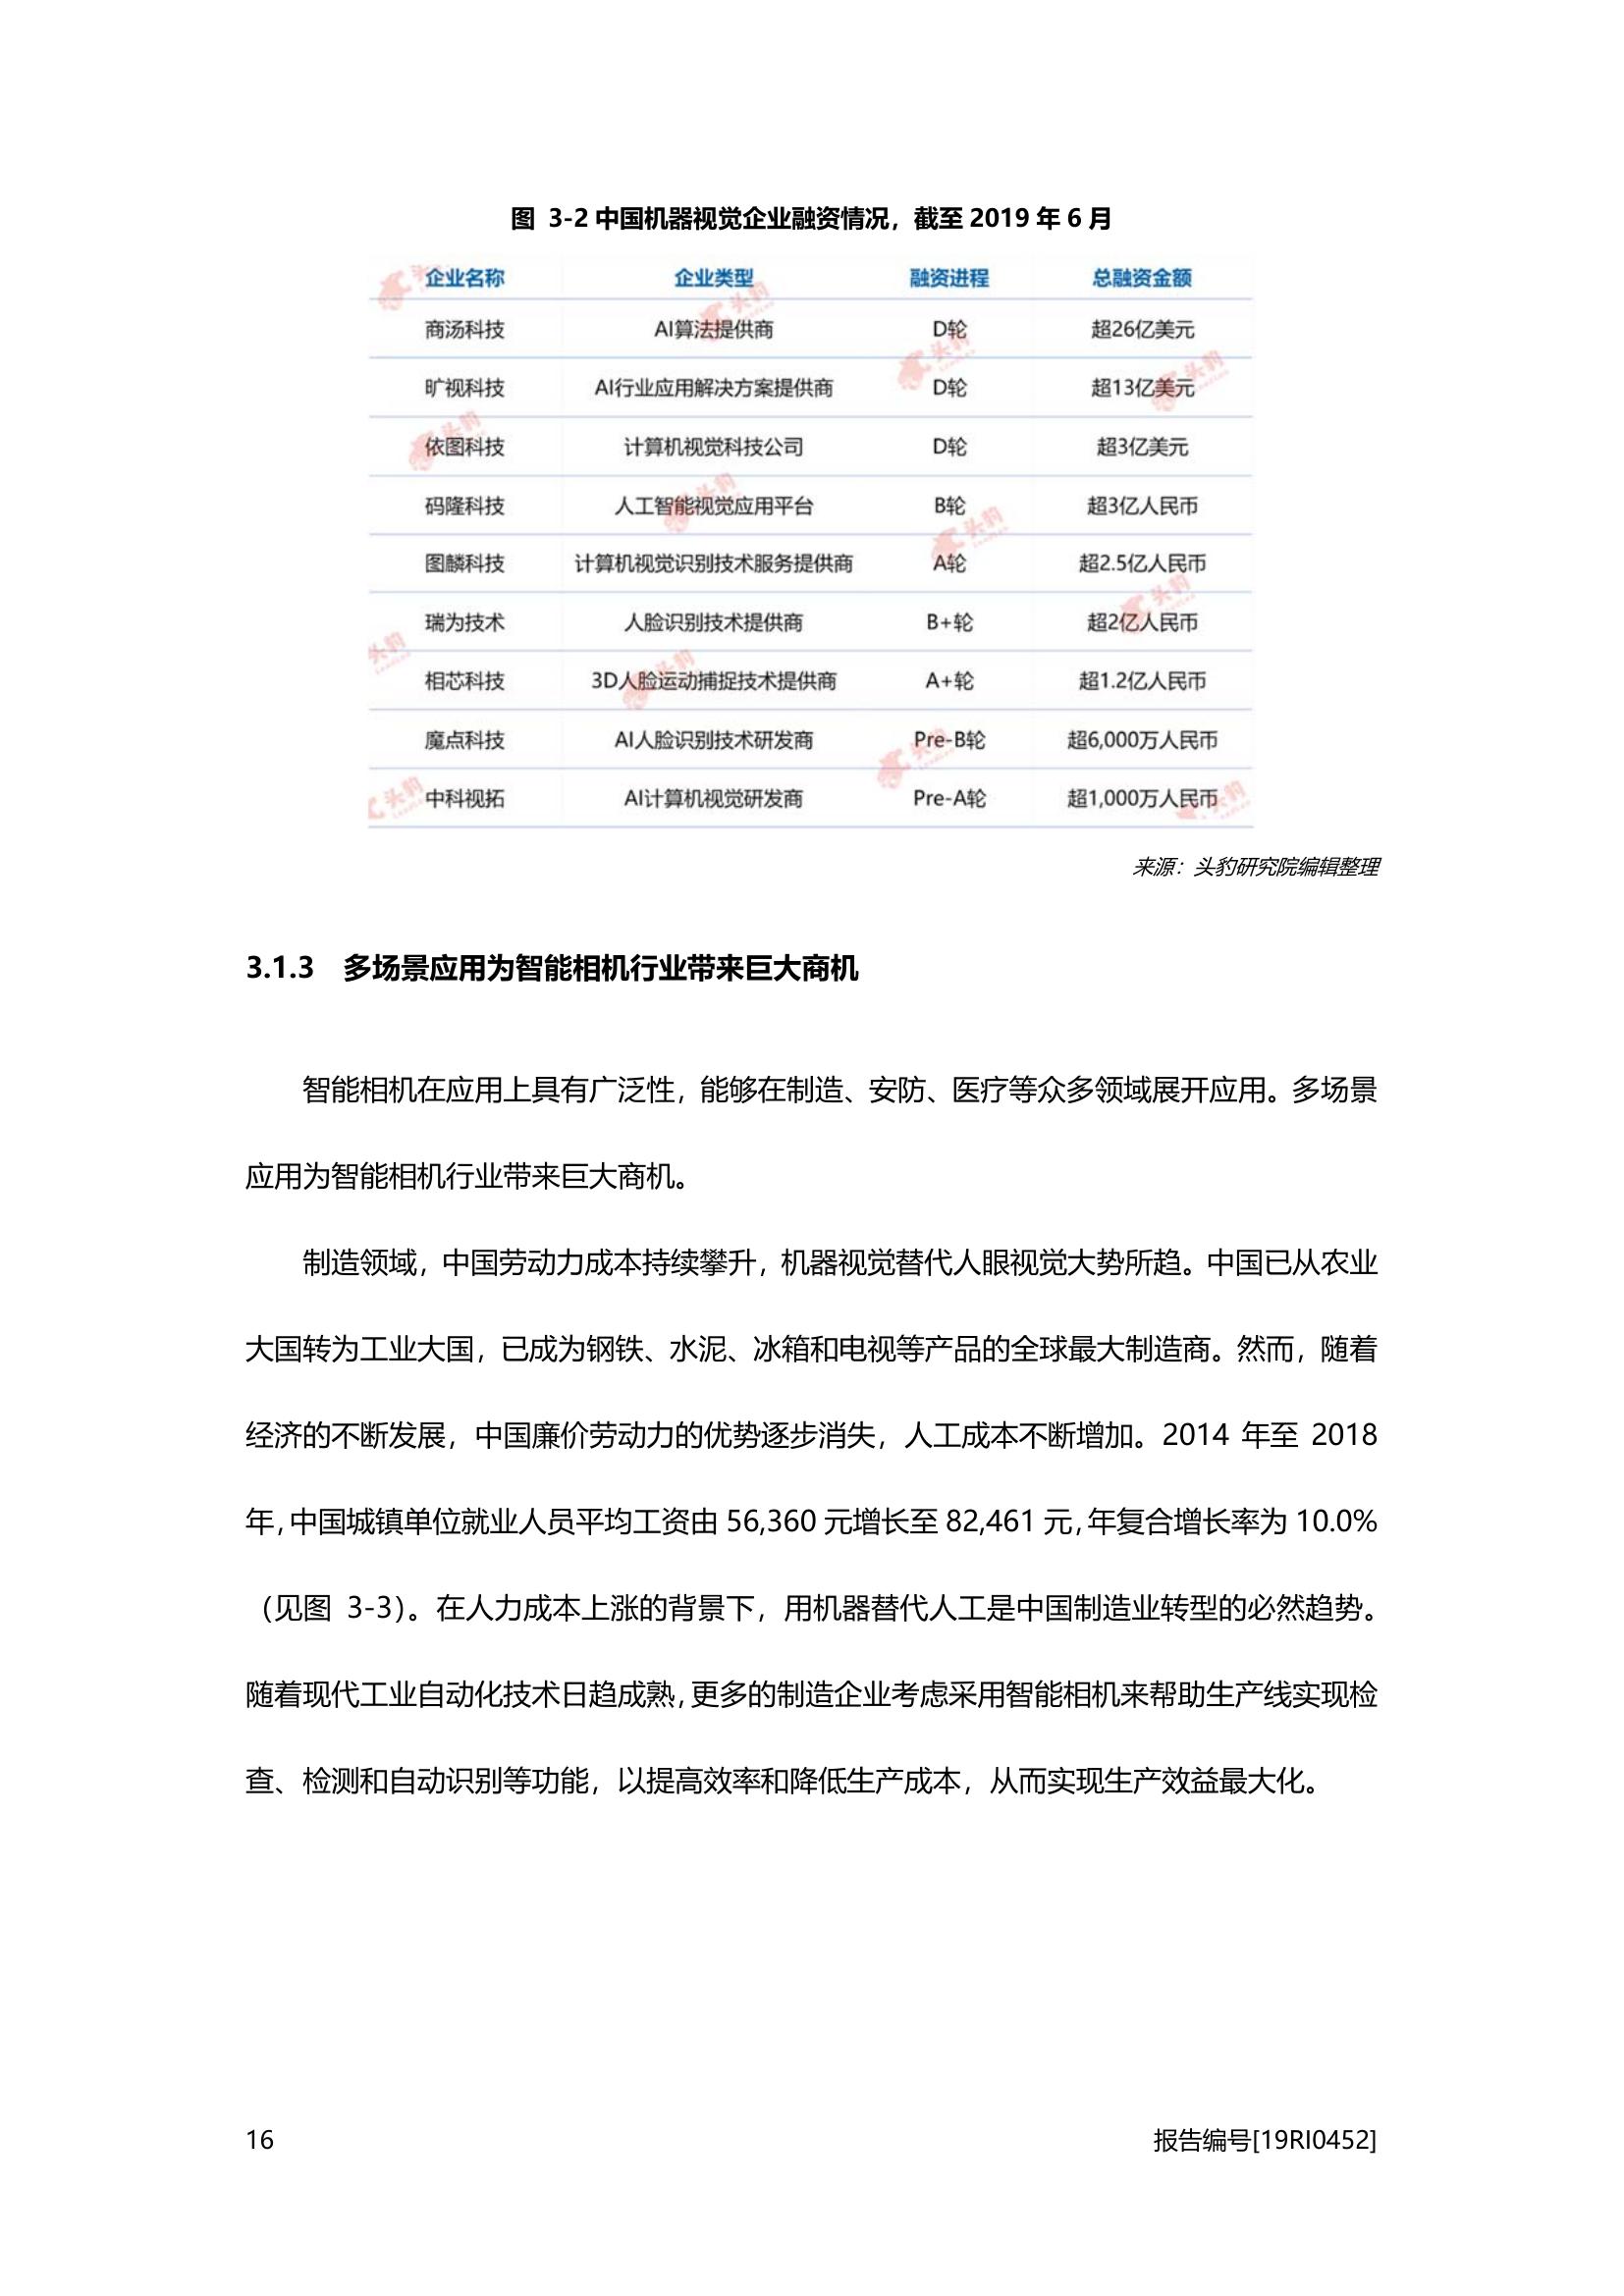 图 3-2 中国机器视觉企业融资情况，截至 2019 年 6 月
企业名称 企业类型 融资进程 总融资金额
商汤科技 AI算法提供商 D轮 超26亿美元
旷视科技 AI行业应用解决方案提供商 D轮 超13亿美元
依图科技 计算机视觉科技公司 D轮 超3亿美元
码隆科技 人工智能视觉应用平台 B轮 超3亿人民币
图麟科技 计算机视觉识别技术服务提供商 A轮 超2.5亿人民币
瑞为技术 人脸识别技术提供商 B+轮 超2亿人民币
相芯科技 3D人脸运动捕捉技术提供商 A+轮 超1.2亿人民币
魔点科技 AI人脸识别技术研发商 Pre-B轮 超6,000万人民币
中科视拓 AI计算机视觉研发商 Pre-A轮 超1,000万人民币
来源：头豹研究院编辑整理
3.1.3 多场景应用为智能相机行业带来巨大商机
智能相机在应用上具有广泛性，能够在制造、安防、医疗等众多领域展开应用。多场景
应用为智能相机行业带来巨大商机。
制造领域，中国劳动力成本持续攀升，机器视觉替代人眼视觉大势所趋。中国已从农业
大国转为工业大国，已成为钢铁、水泥、冰箱和电视等产品的全球最大制造商。然而，随着
经济的不断发展，中国廉价劳动力的优势逐步消失，人工成本不断增加。2014 年至 2018
年，中国城镇单位就业人员平均工资由 56,360 元增长至 82,461 元，年复合增长率为 10.0%
（见图 3-3）。在人力成本上涨的背景下，用机器替代人工是中国制造业转型的必然趋势。
随着现代工业自动化技术日趋成熟，更多的制造企业考虑采用智能相机来帮助生产线实现检
查、检测和自动识别等功能，以提高效率和降低生产成本，从而实现生产效益最大化。
16 报告编号[19RI0452]